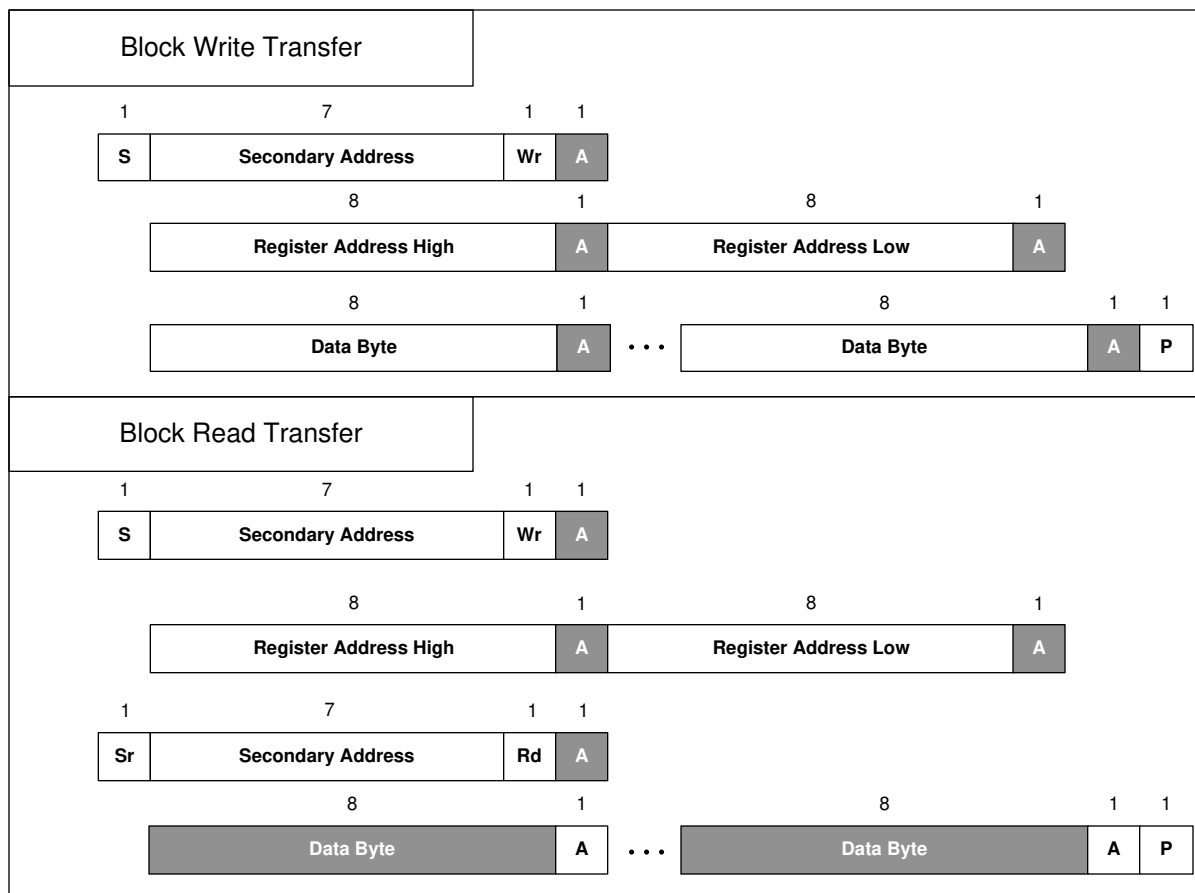 Block Write Transfer
1 7 1 1
S Secondary Address Wr A
8 1 8 1
Register Address High A Register Address Low A
8 1 8 1 1
Data Byte A ... Data Byte A P
Block Read Transfer
1 7 1 1
S Secondary Address Wr A
8 1 8 1
Register Address High A Register Address Low A
1 7 1 1
Sr Secondary Address Rd A
8 1 8 1 1
Data Byte A ... Data Byte A P